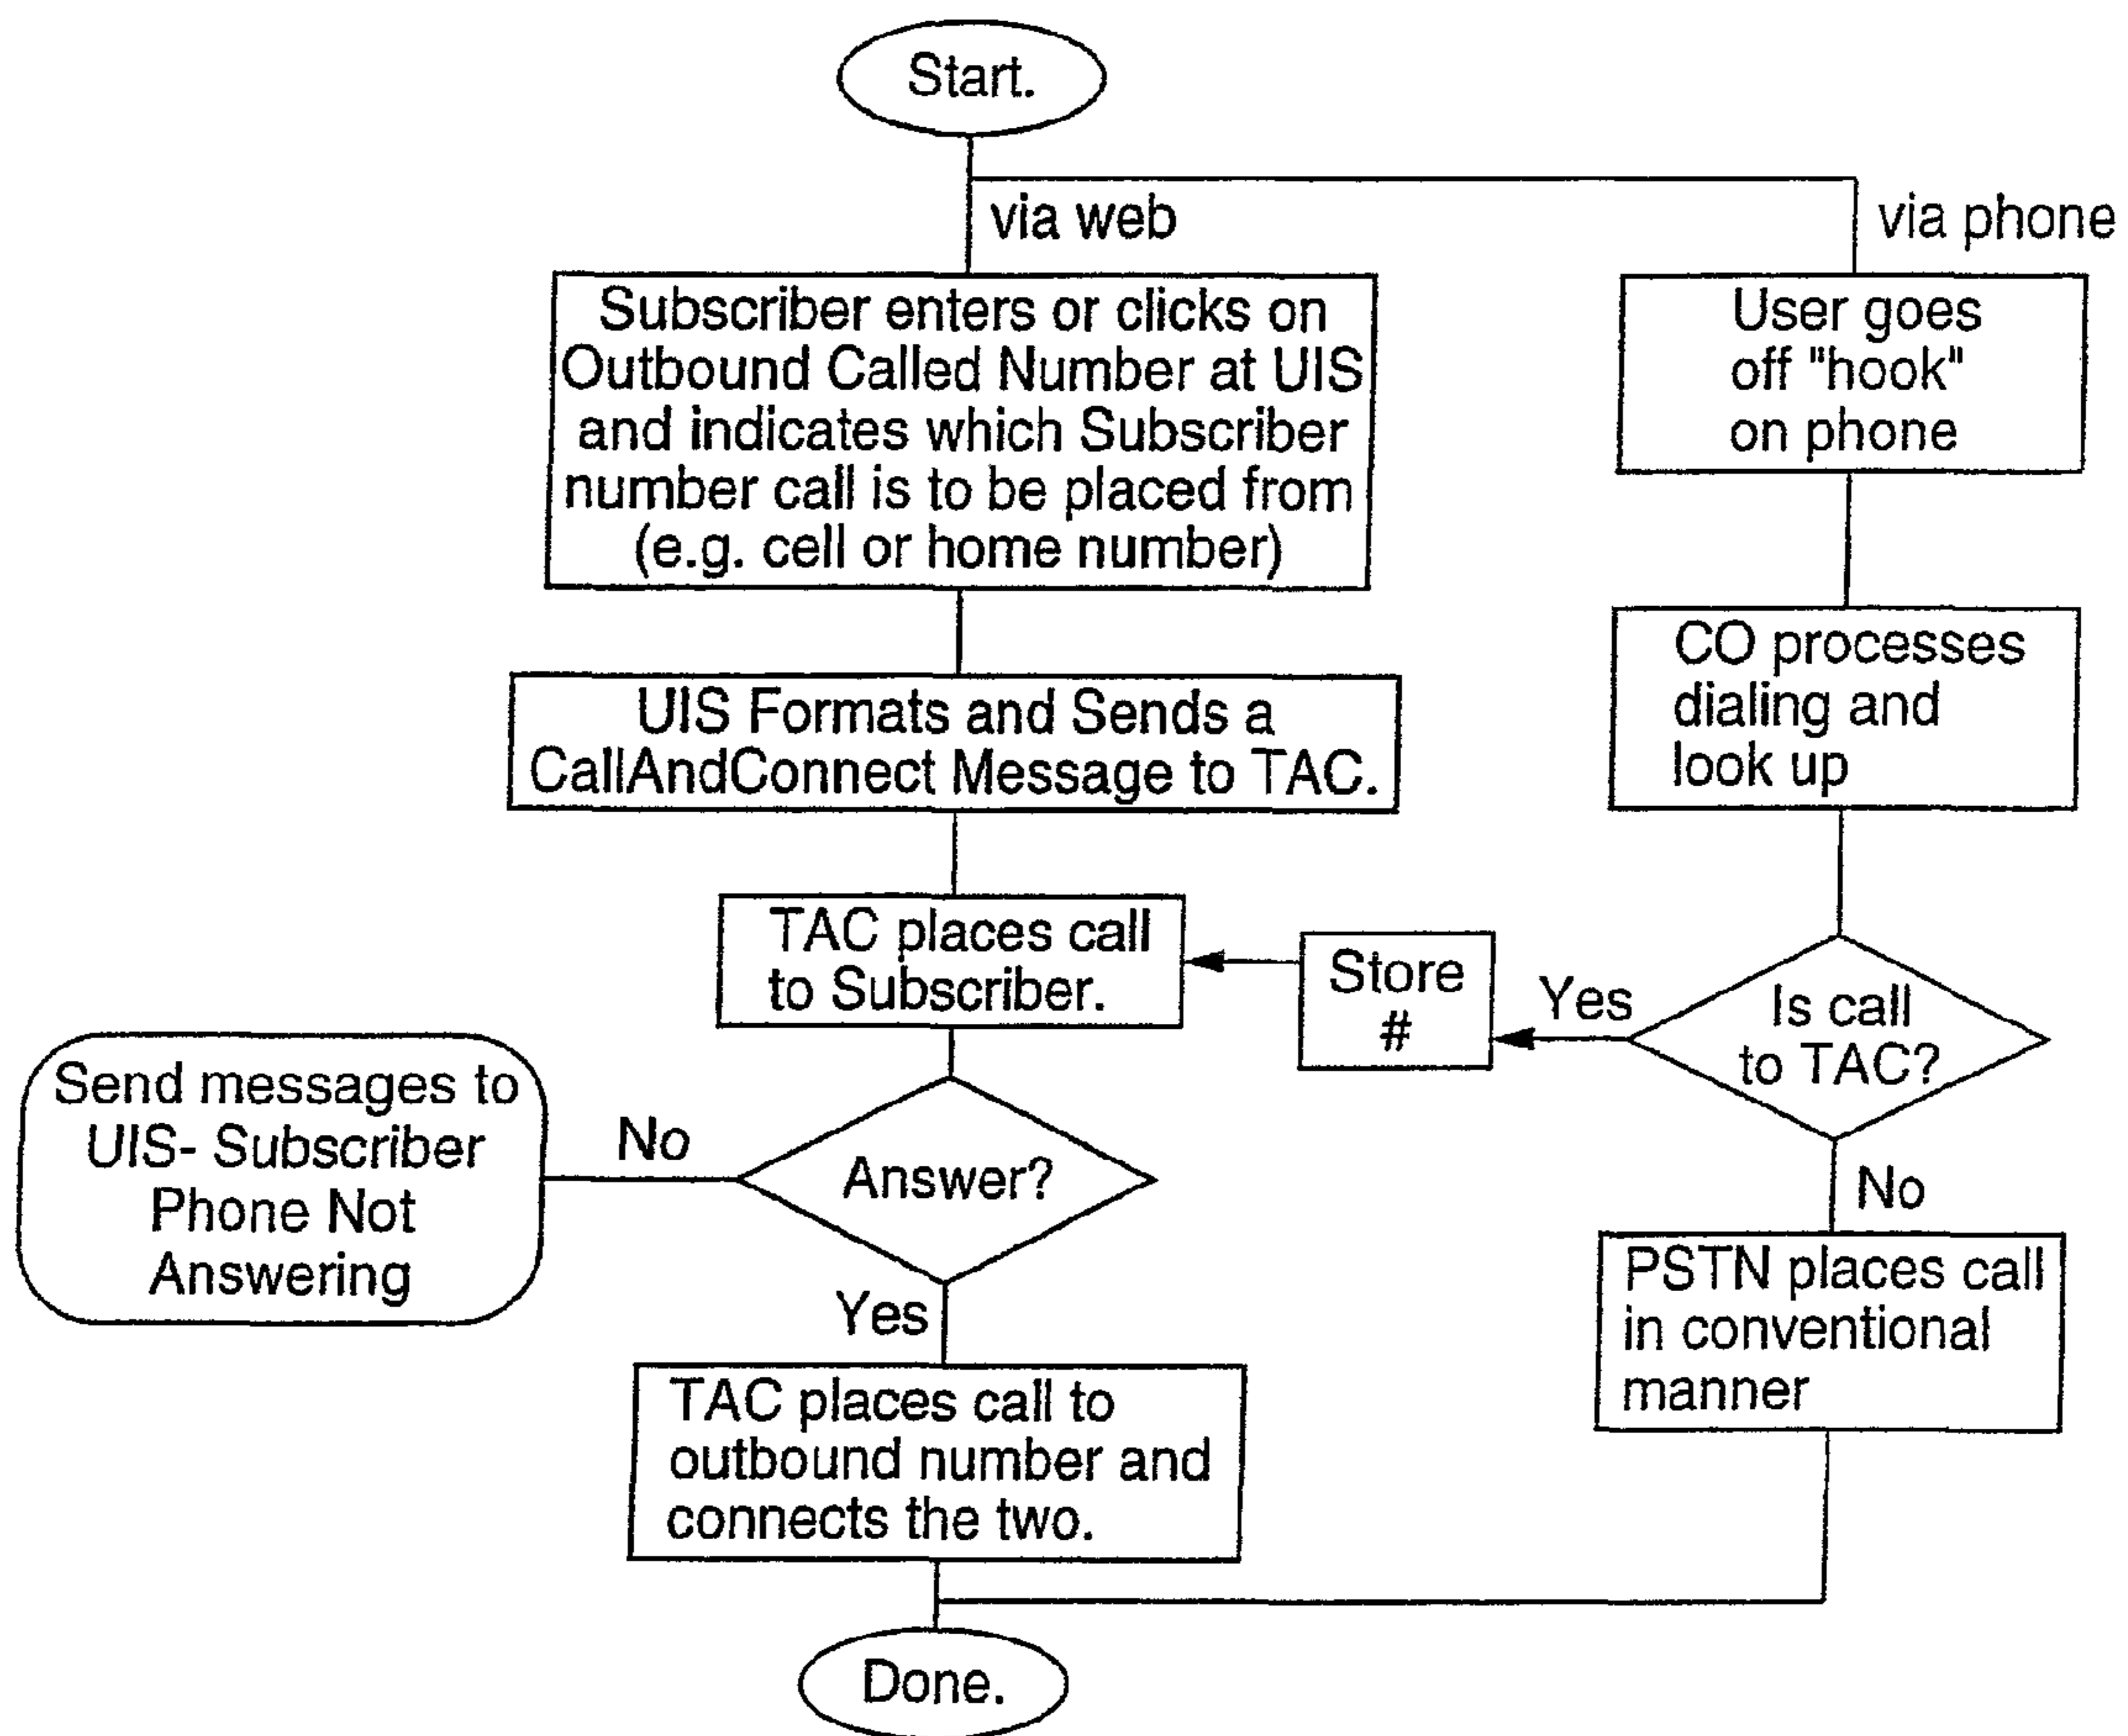 Start.
via web
via phone
Subscriber enters or clicks on
Outbound Called Number at UIS
and indicates which Subscriber
number call is to be placed from
(e.g. cell or home number)
User goes
off "hook"
on phone
UIS Formats and Sends a
CallAndConnect Message to TAC.
CO processes
dialing and
look up
TAC places call
to Subscriber.
Store
#
Yes
Is call
to TAC?
Send messages to
UIS- Subscriber
Phone Not
Answering
No
Answer?
No
Yes
PSTN places call
in conventional
manner
TAC places call to
outbound number and
connects the two.
Done.